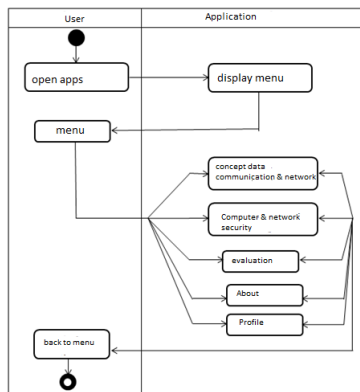 User
Application
open apps
display menu
menu
concept data
communication & network
Computer & network
security
evaluation
About
Profile
back to menu